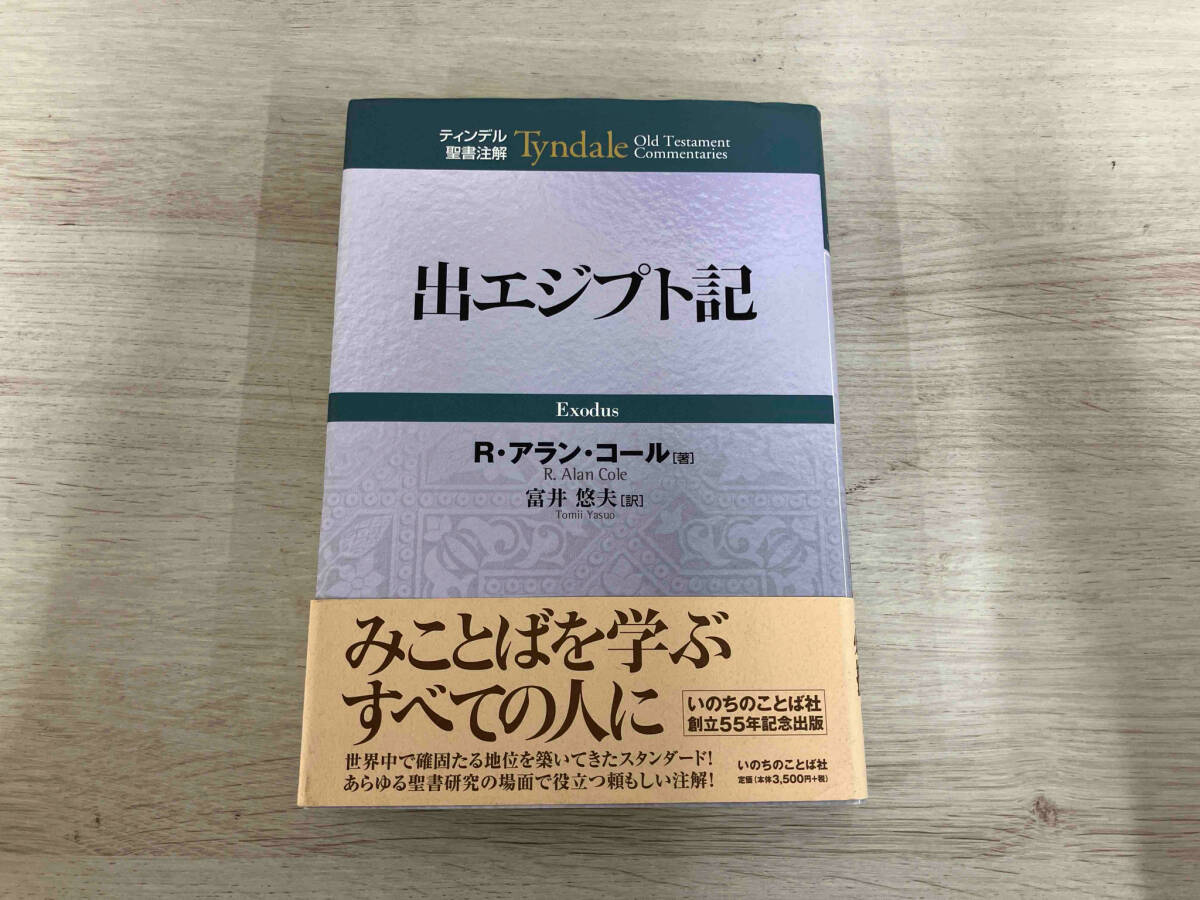 ティンデル
聖書注解
Tyndale
Old Testament
Commentaries
出エジプト記
Exodus
R・アラン・コール[著]
R. Alan Cole
富井 悠夫[訳]
Tomii Yasuo
みことばを学ぶ
すべての人に
いのちのことば社
創立55年記念出版
世界中で確固たる地位を築いてきたスタンダード!
あらゆる聖書研究の場面で役立つ頼もしい注解!
いのちのことば社
定価(本体3,500円+税)